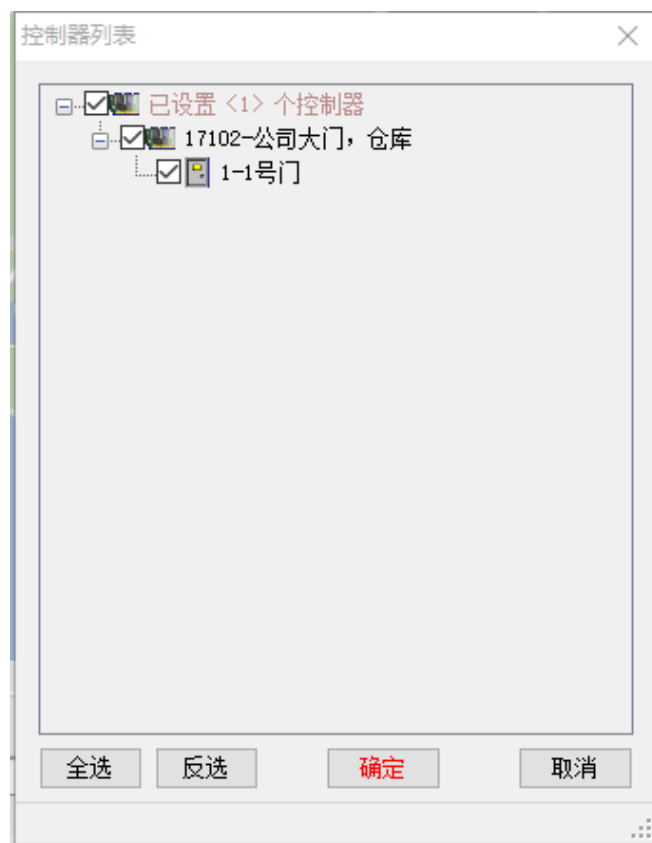 控制器列表
已设置 <1> 个控制器
17102-公司大门，仓库
1-1号门
全选 反选 确定 取消